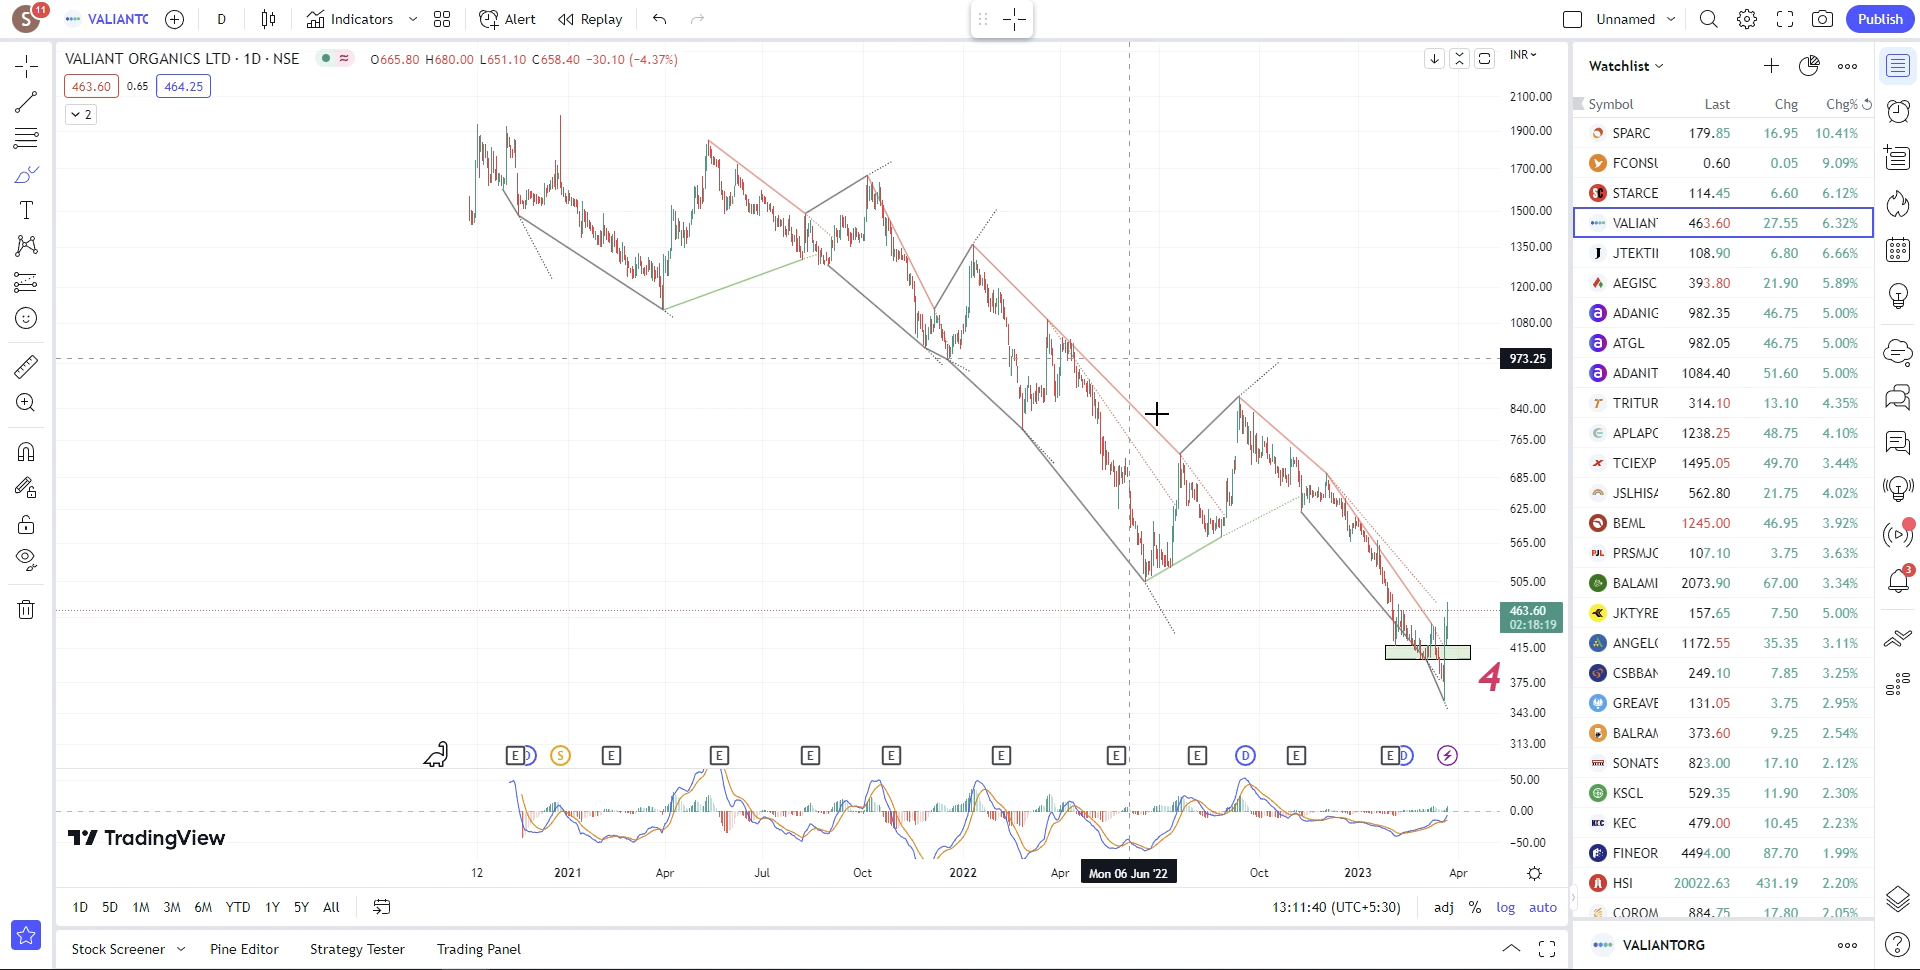 S 11 VALIANTC D Indicators Alert Replay Unnamed Publish
VALIANT ORGANICS LTD · 1D · NSE O665.80 H680.00 L651.10 C658.40 −30.10 (−4.37%) INR
463.60 0.65 464.25
2
2100.00
1900.00
1700.00
1500.00
1350.00
1200.00
1080.00
973.25
840.00
765.00
685.00
625.00
565.00
505.00
463.60
02:18:19
415.00
4
375.00
343.00
313.00
E D S E E E E E E E D E E D
50.00
0.00
−50.00
TradingView
12 2021 Apr Jul Oct 2022 Apr Mon 06 Jun '22 Oct 2023 Apr
1D 5D 1M 3M 6M YTD 1Y 5Y All 13:11:40 (UTC+5:30) adj % log auto
Stock Screener Pine Editor Strategy Tester Trading Panel
Watchlist
Symbol Last Chg Chg%
SPARC 179.85 16.95 10.41%
FCONSU 0.60 0.05 9.09%
STARCE 114.45 6.60 6.12%
VALIAN 463.60 27.55 6.32%
JTEKTII 108.90 6.80 6.66%
AEGISC 393.80 21.90 5.89%
ADANIG 982.35 46.75 5.00%
ATGL 982.05 46.75 5.00%
ADANIT 1084.40 51.60 5.00%
TRITUR 314.10 13.10 4.35%
APLAPC 1238.25 48.75 4.10%
TCIEXP 1495.05 49.70 3.44%
JSLHISA 562.80 21.75 4.02%
BEML 1245.00 46.95 3.92%
PRSMJC 107.10 3.75 3.63%
BALAMI 2073.90 67.00 3.34%
JKTYRE 157.65 7.50 5.00%
ANGELC 1172.55 35.35 3.11%
CSBBAN 249.10 7.85 3.25%
GREAVE 131.05 3.75 2.95%
BALRAM 373.60 9.25 2.54%
SONATS 823.00 17.10 2.12%
KSCL 529.35 11.90 2.30%
KEC 479.00 10.45 2.23%
FINEOR 4494.00 87.70 1.99%
HSI 20022.63 431.19 2.20%
COROM 884.75 17.80 2.05%
VALIANTORG
3